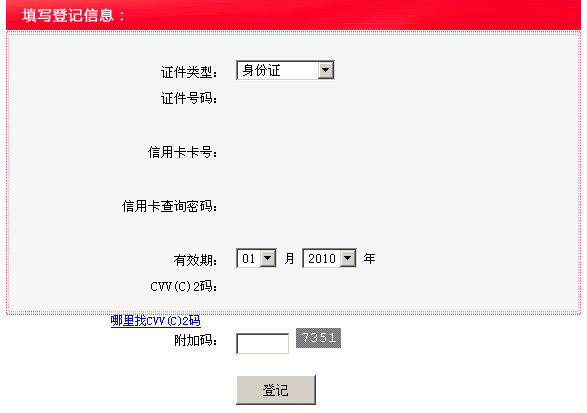 填写登记信息：
证件类型： 身份证
证件号码：
信用卡卡号：
信用卡查询密码：
有效期： 01 月 2010 年
CVV(C)2码：
哪里找CVV(C)2码
附加码： 7351
登记